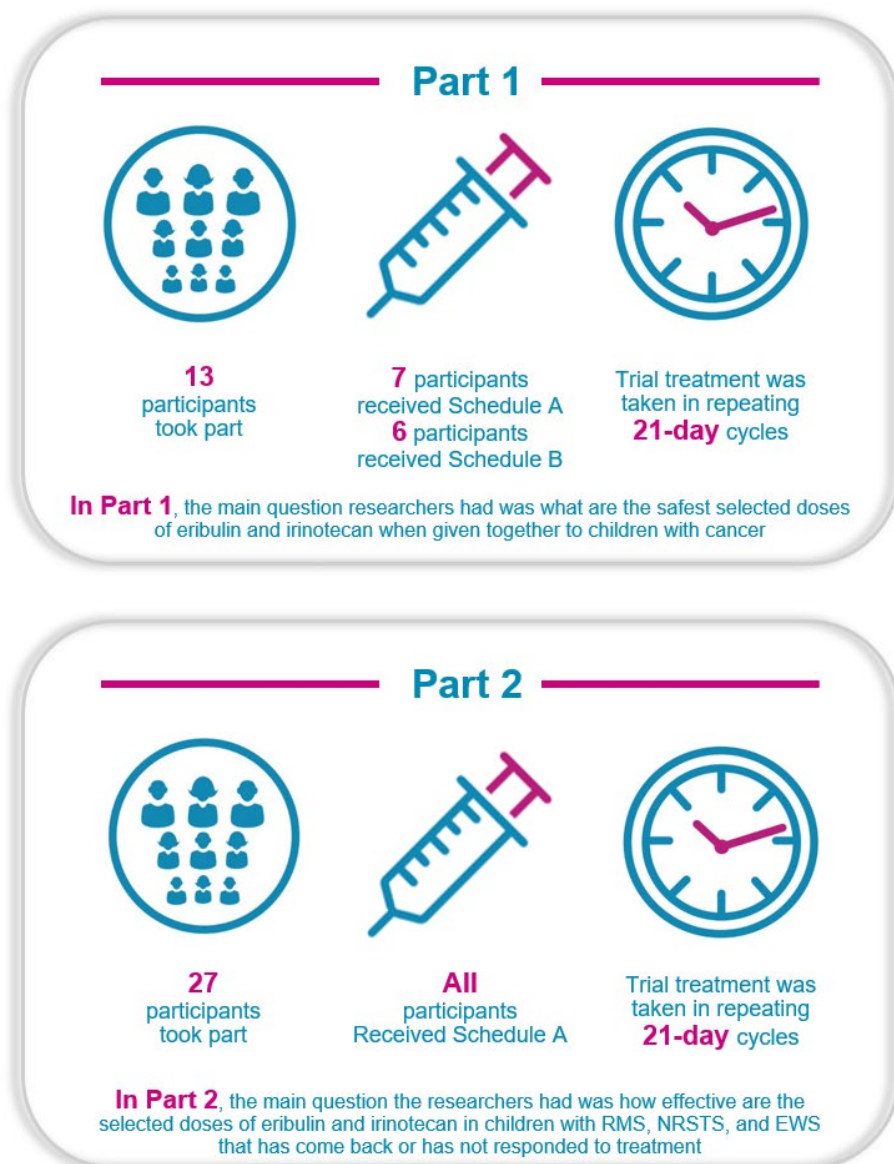 Part 1
13
participants
took part
7 participants
received Schedule A
6 participants
received Schedule B
Trial treatment was
taken in repeating
21-day cycles
In Part 1, the main question researchers had was what are the safest selected doses
of eribulin and irinotecan when given together to children with cancer
Part 2
27
participants
took part
All
participants
Received Schedule A
Trial treatment was
taken in repeating
21-day cycles
In Part 2, the main question the researchers had was how effective are the
selected doses of eribulin and irinotecan in children with RMS, NRSTS, and EWS
that has come back or has not responded to treatment